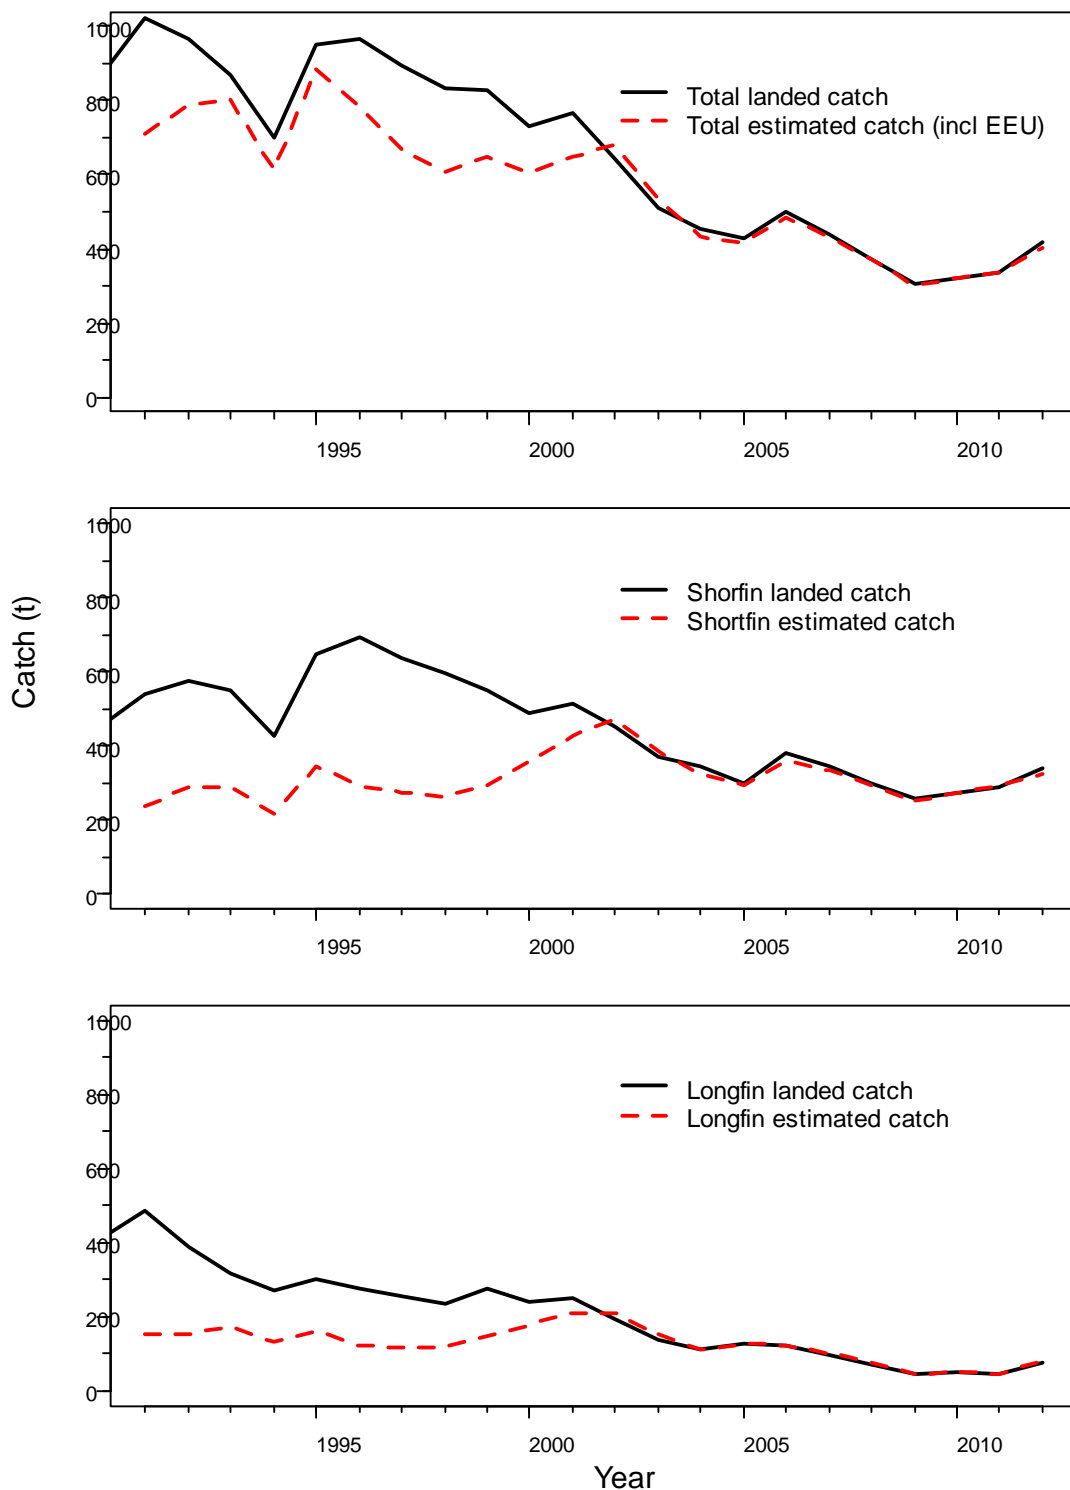 1000
800
600
400
200
0
Total landed catch
Total estimated catch (incl EEU)
1995 2000 2005 2010
1000
800
600
400
200
0
Shorfin landed catch
Shortfin estimated catch
1995 2000 2005 2010
Catch (t)
1000
800
600
400
200
0
Longfin landed catch
Longfin estimated catch
1995 2000 2005 2010
Year